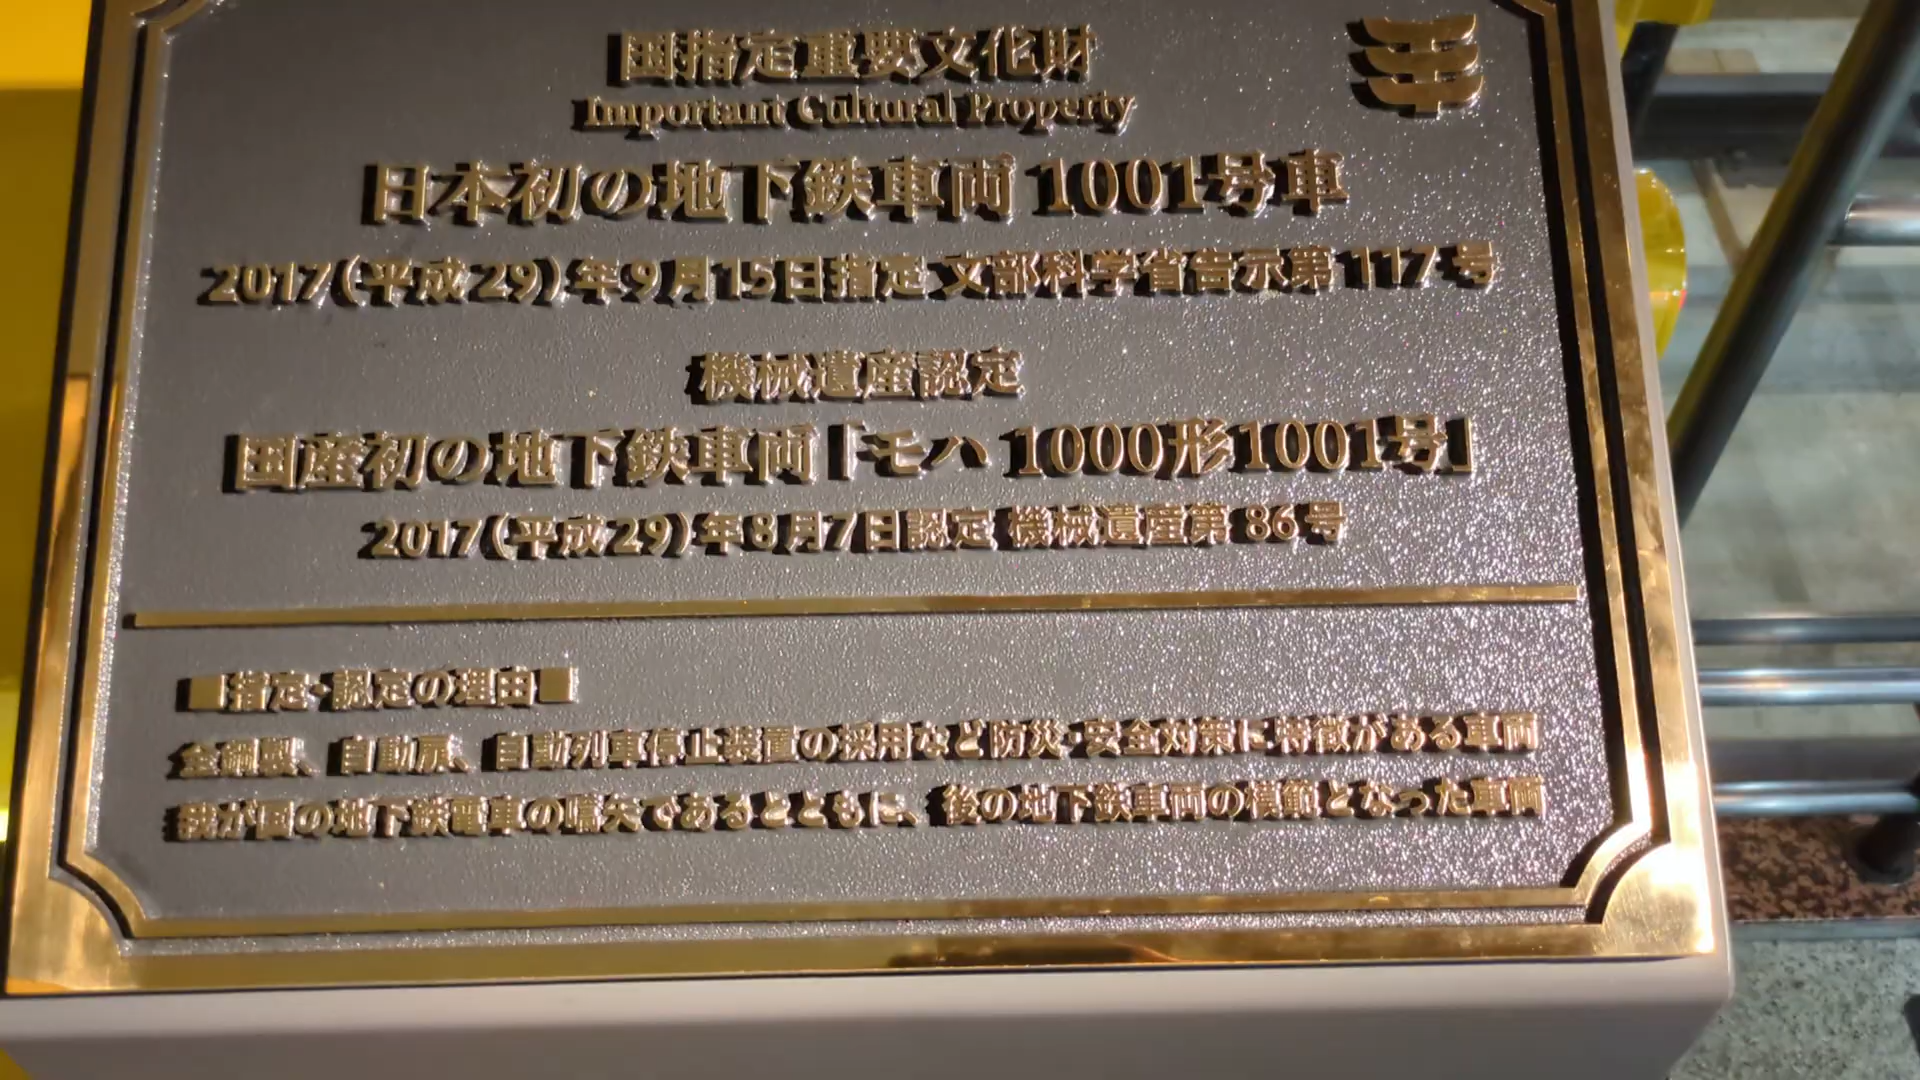 国指定重要文化財
Important Cultural Property
日本初の地下鉄車両 1001号車
2017(平成29)年9月15日指定 文部科学省告示第117号
機械遺産認定
国産初の地下鉄車両「モハ 1000形1001号」
2017(平成29)年8月7日認定 機械遺産第 86 号
■指定・認定の理由■
全鋼製、自動扉、自動列車停止装置の採用など防災・安全対策に特徴がある車両
我が国の地下鉄電車の嚆矢であるとともに、後の地下鉄車両の模範となった車両